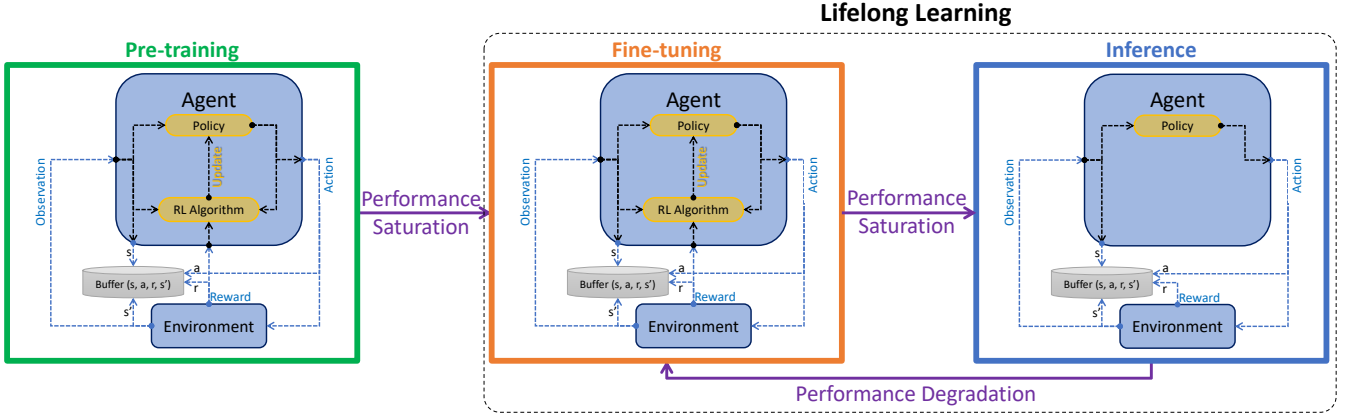 Lifelong Learning
Pre-training
Agent
Policy
Update
RL Algorithm
Observation
Action
s
a
Buffer (s, a, r, s’)
r
s’
Reward
Environment
Performance
Saturation
Fine-tuning
Agent
Policy
Update
RL Algorithm
Observation
Action
s
a
Buffer (s, a, r, s’)
r
s’
Reward
Environment
Performance
Saturation
Inference
Agent
Policy
Observation
Action
s
a
Buffer (s, a, r, s’)
r
s’
Reward
Environment
Performance Degradation